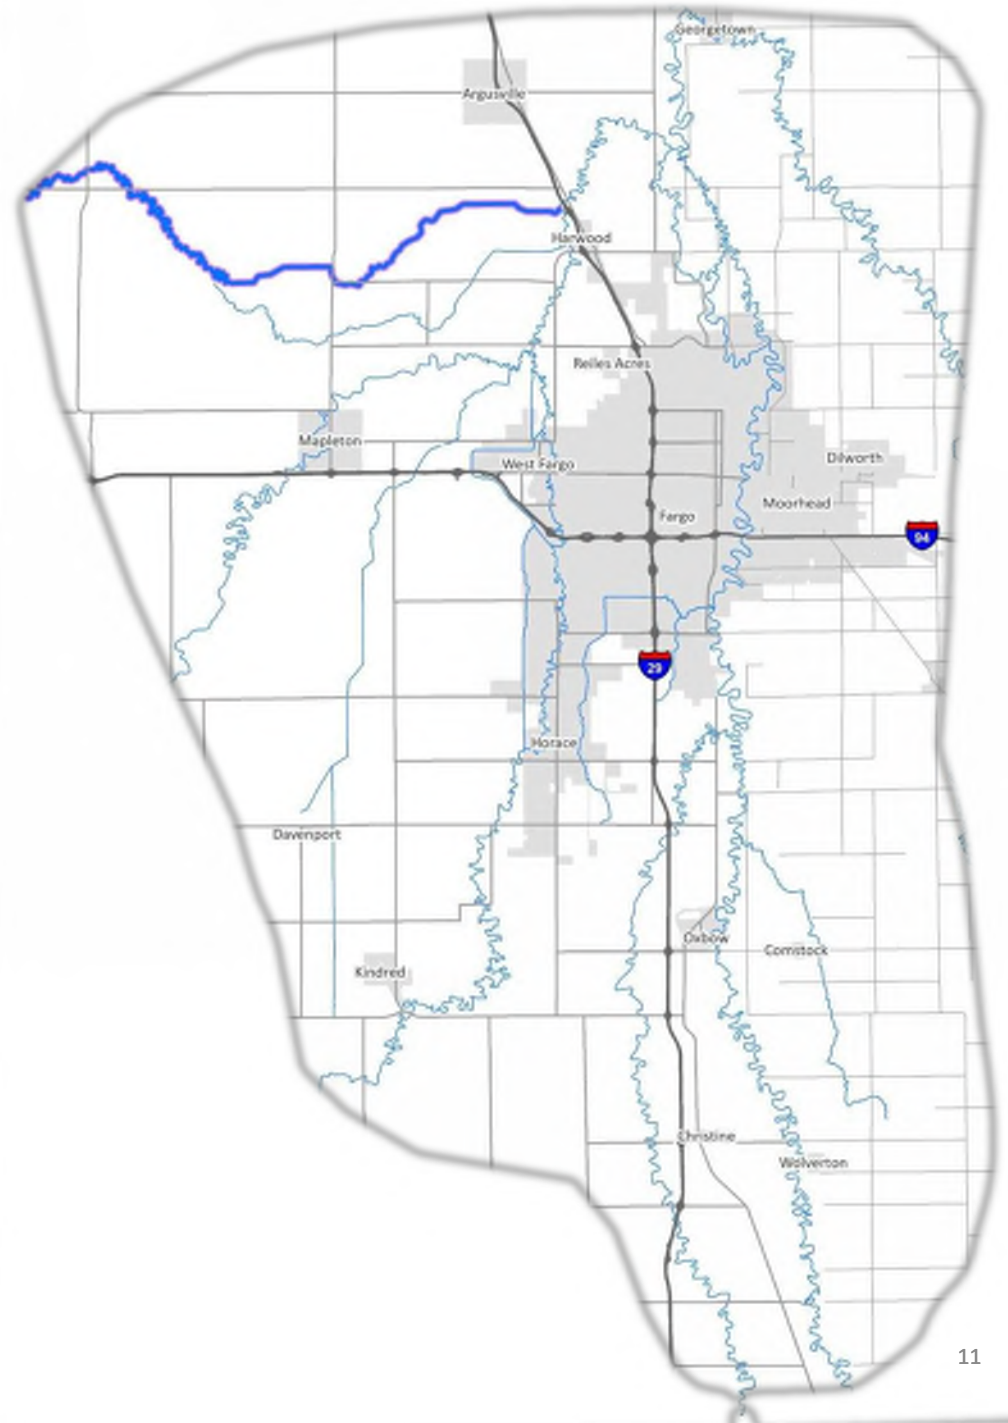 Georgetown
Argusville
Harwood
Reiles Acres
Mapleton
West Fargo
Dilworth
Moorhead
Fargo
94
29
Horace
Davenport
Oxbow
Comstock
Kindred
Christine
Wolverton
11